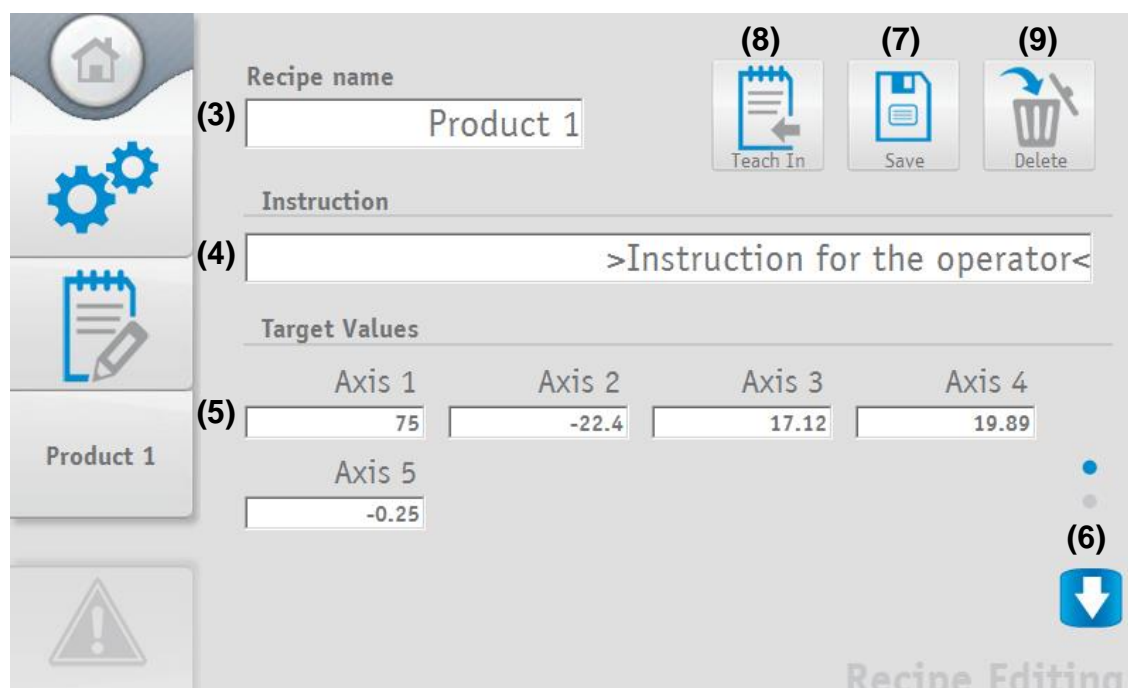 (8) (7) (9)
Recipe name
(3) Product 1
Teach In Save Delete
Instruction
(4) >Instruction for the operator<
Target Values
Axis 1 Axis 2 Axis 3 Axis 4
(5) 75 -22.4 17.12 19.89
Product 1
Axis 5
-0.25
(6)
Recipe Editing